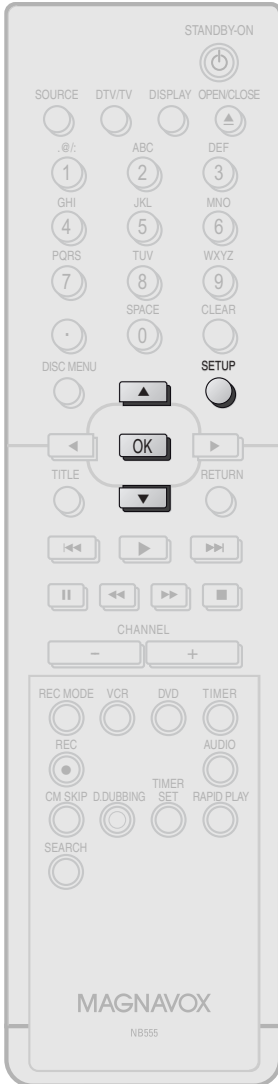 STANDBY-ON
SOURCE DTV/TV DISPLAY OPEN/CLOSE
.@/: ABC DEF
1 2 3
GHI JKL MNO
4 5 6
PQRS TUV WXYZ
7 8 9
SPACE CLEAR
. 0
DISC MENU SETUP
OK
TITLE RETURN
CHANNEL
− +
REC MODE VCR DVD TIMER
REC AUDIO
CM SKIP D.DUBBING TIMER SET RAPID PLAY
SEARCH
MAGNAVOX
NB555